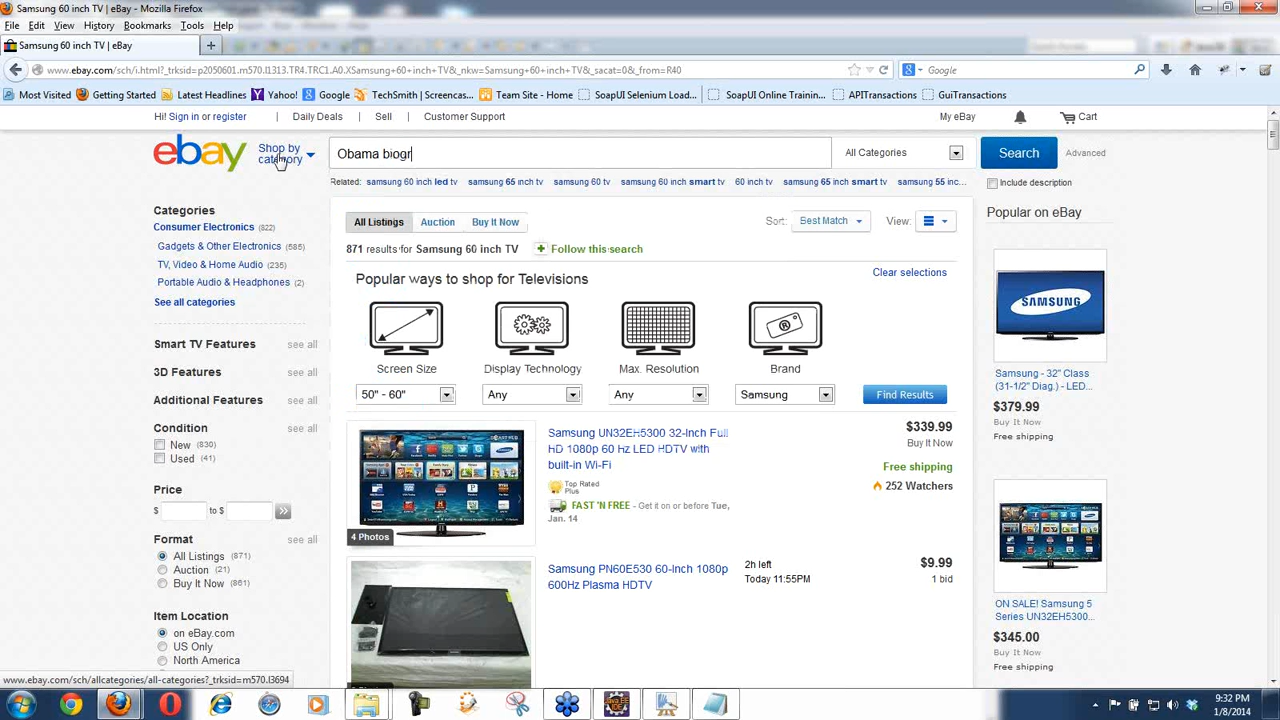 Samsung 60 inch TV | eBay - Mozilla Firefox
File Edit View History Bookmarks Tools Help
Samsung 60 inch TV | eBay
www.ebay.com/sch/i.html?_trksid=p2050601.m570.l1313.TR4.TRC1.A0.XSamsung+60+inch+TV&_nkw=Samsung+60+inch+TV&_sacat=0&_from=R40 Google
Most Visited Getting Started Latest Headlines Yahoo! Google TechSmith | Screencas... Team Site - Home SoapUI Selenium Load... SoapUI Online Trainin... APITransactions GuiTransactions
Hi! Sign in or register Daily Deals Sell Customer Support My eBay Cart
ebay
Shop by
category
Obama biogr All Categories Search Advanced
Related: samsung 60 inch led tv samsung 65 inch tv samsung 60 tv samsung 60 inch smart tv 60 inch tv samsung 65 inch smart tv samsung 55 inc... Include description
Categories
Consumer Electronics (822)
Gadgets & Other Electronics (585)
TV, Video & Home Audio (235)
Portable Audio & Headphones (2)
See all categories
Smart TV Features see all
3D Features see all
Additional Features see all
Condition see all
New (830)
Used (41)
Price
$ to $
Format see all
All Listings (871)
Auction (21)
Buy It Now (861)
Item Location see all
on eBay.com
US Only
North America
All Listings Auction Buy It Now Sort: Best Match View:
871 results for Samsung 60 inch TV + Follow this search
Popular ways to shop for Televisions Clear selections
Screen Size Display Technology Max. Resolution Brand
50" - 60" Any Any Samsung Find Results
4 Photos
Samsung UN32EH5300 32-Inch Full
HD 1080p 60 Hz LED HDTV with
built-in Wi-Fi
Top Rated
Plus
FAST 'N FREE - Get it on or before Tue,
Jan. 14
$339.99
Buy It Now
Free shipping
252 Watchers
Samsung PN60E530 60-Inch 1080p
600Hz Plasma HDTV
2h left
Today 11:55PM
$9.99
1 bid
Popular on eBay
SAMSUNG
Samsung - 32" Class
(31-1/2" Diag.) - LED...
$379.99
Buy It Now
Free shipping
ON SALE! Samsung 5
Series UN32EH5300...
$345.00
Buy It Now
Free shipping
www.ebay.com/sch/allcategories/all-categories?_trksid=m570.l3694
9:32 PM
1/8/2014